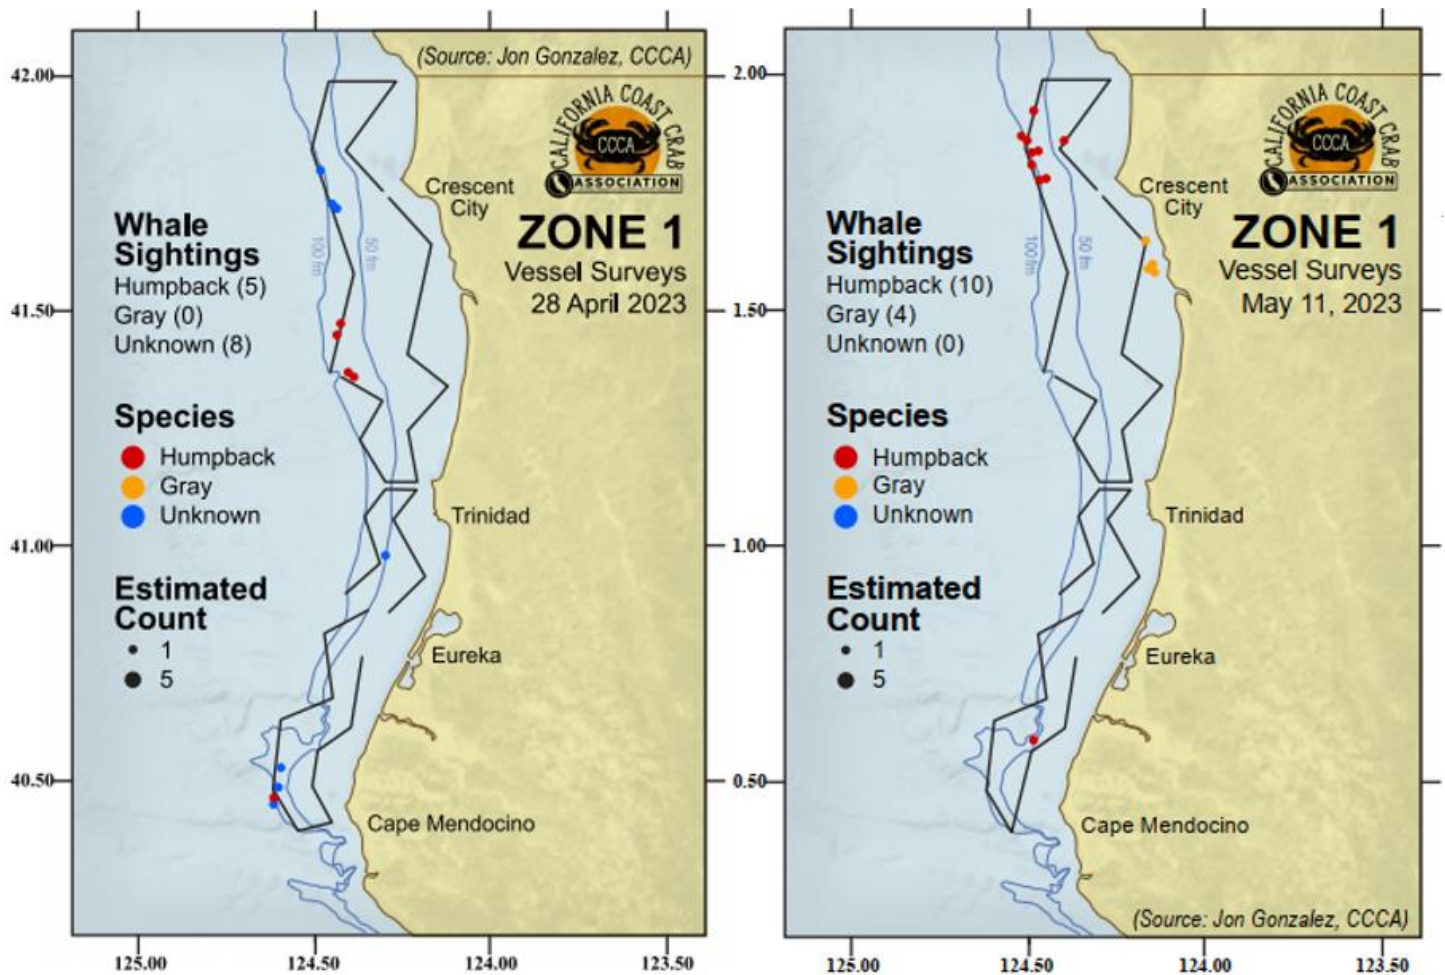 (Source: Jon Gonzalez, CCCA)
CALIFORNIA COAST CRAB
CCCA
ASSOCIATION
Crescent
City
Whale
Sightings
Humpback (5)
Gray (0)
Unknown (8)
ZONE 1
Vessel Surveys
28 April 2023
100 fm
50 fm
Species
Humpback
Gray
Unknown
Trinidad
Estimated
Count
1
5
Eureka
Cape Mendocino
42.00
41.50
41.00
40.50
125.00
124.50
124.00
123.50
CALIFORNIA COAST CRAB
CCCA
ASSOCIATION
Crescent
City
Whale
Sightings
Humpback (10)
Gray (4)
Unknown (0)
ZONE 1
Vessel Surveys
May 11, 2023
100 fm
50 fm
Species
Humpback
Gray
Unknown
Trinidad
Estimated
Count
1
5
Eureka
Cape Mendocino
(Source: Jon Gonzalez, CCCA)
2.00
1.50
1.00
0.50
125.00
124.50
124.00
123.50